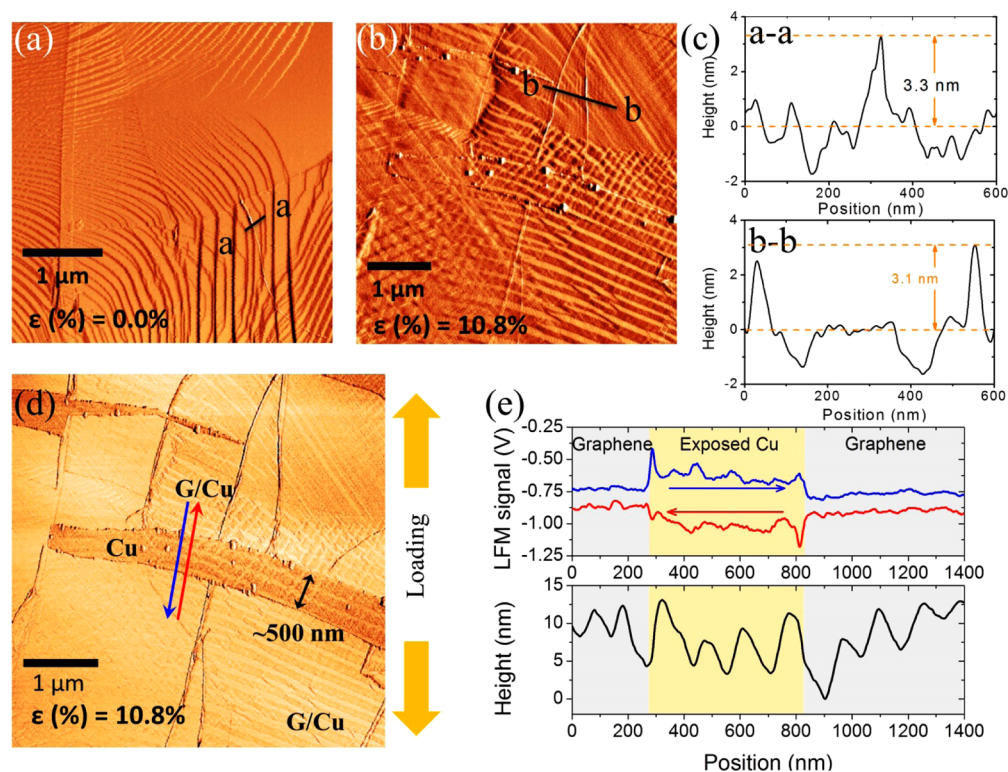 (a)
a
a
1 μm
ε (%) = 0.0%
(b)
b
b
1 μm
ε (%) = 10.8%
(c)
a-a
Height (nm)
4
2
0
-2
3.3 nm
0 200 400 600
Position (nm)
b-b
Height (nm)
4
2
0
-2
3.1 nm
0 200 400 600
Position (nm)
(d)
G/Cu
Cu
~500 nm
1 μm
ε (%) = 10.8%
G/Cu
Loading
(e)
LFM signal (V)
-0.25
-0.50
-0.75
-1.00
-1.25
Graphene Exposed Cu Graphene
0 200 400 600 800 1000 1200 1400
Height (nm)
15
10
5
0
0 200 400 600 800 1000 1200 1400
Position (nm)